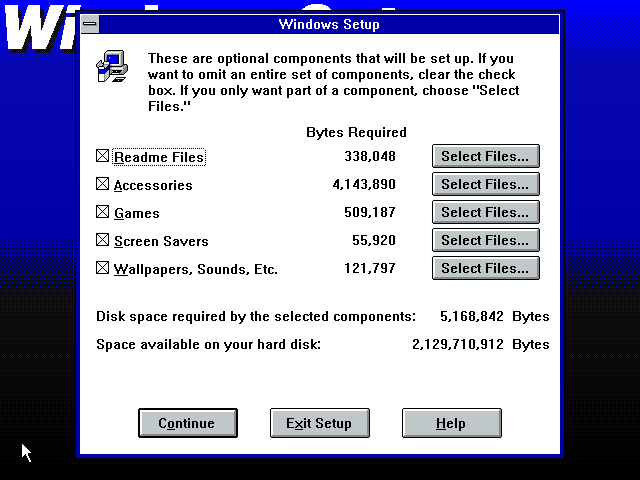 Windows Setup
These are optional components that will be set up. If you
want to omit an entire set of components, clear the check
box. If you only want part of a component, choose "Select
Files."
Bytes Required
Readme Files 338,048 Select Files...
Accessories 4,143,890 Select Files...
Games 509,187 Select Files...
Screen Savers 55,920 Select Files...
Wallpapers, Sounds, Etc. 121,797 Select Files...
Disk space required by the selected components: 5,168,842 Bytes
Space available on your hard disk: 2,129,710,912 Bytes
Continue Exit Setup Help